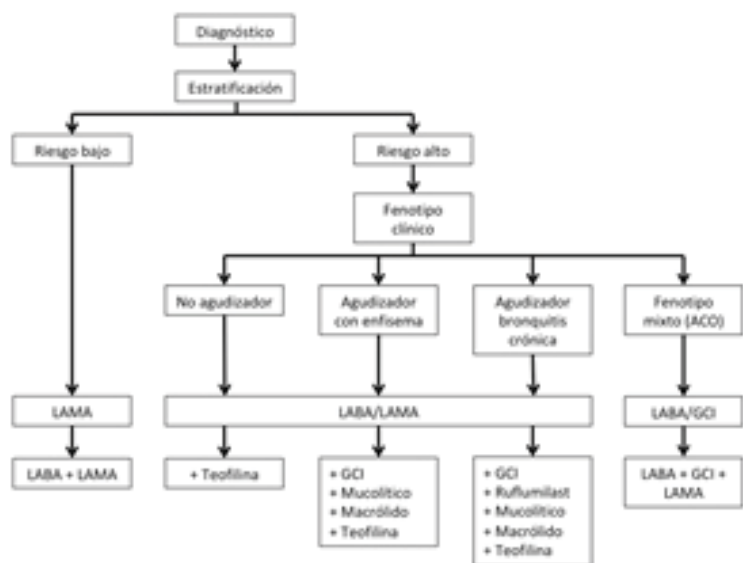 Diagnóstico
Estratificación
Riesgo bajo
Riesgo alto
Fenotipo
clínico
No agudizador
Agudizador
con enfisema
Agudizador
bronquitis
crónica
Fenotipo
mixto (ACO)
LAMA
LABA/LAMA
LABA/GCI
LABA + LAMA
+ Teofilina
+ GCI
+ Mucolítico
+ Macrólido
+ Teofilina
+ GCI
+ Ruflumilast
+ Mucolítico
+ Macrólido
+ Teofilina
LABA + GCI +
LAMA